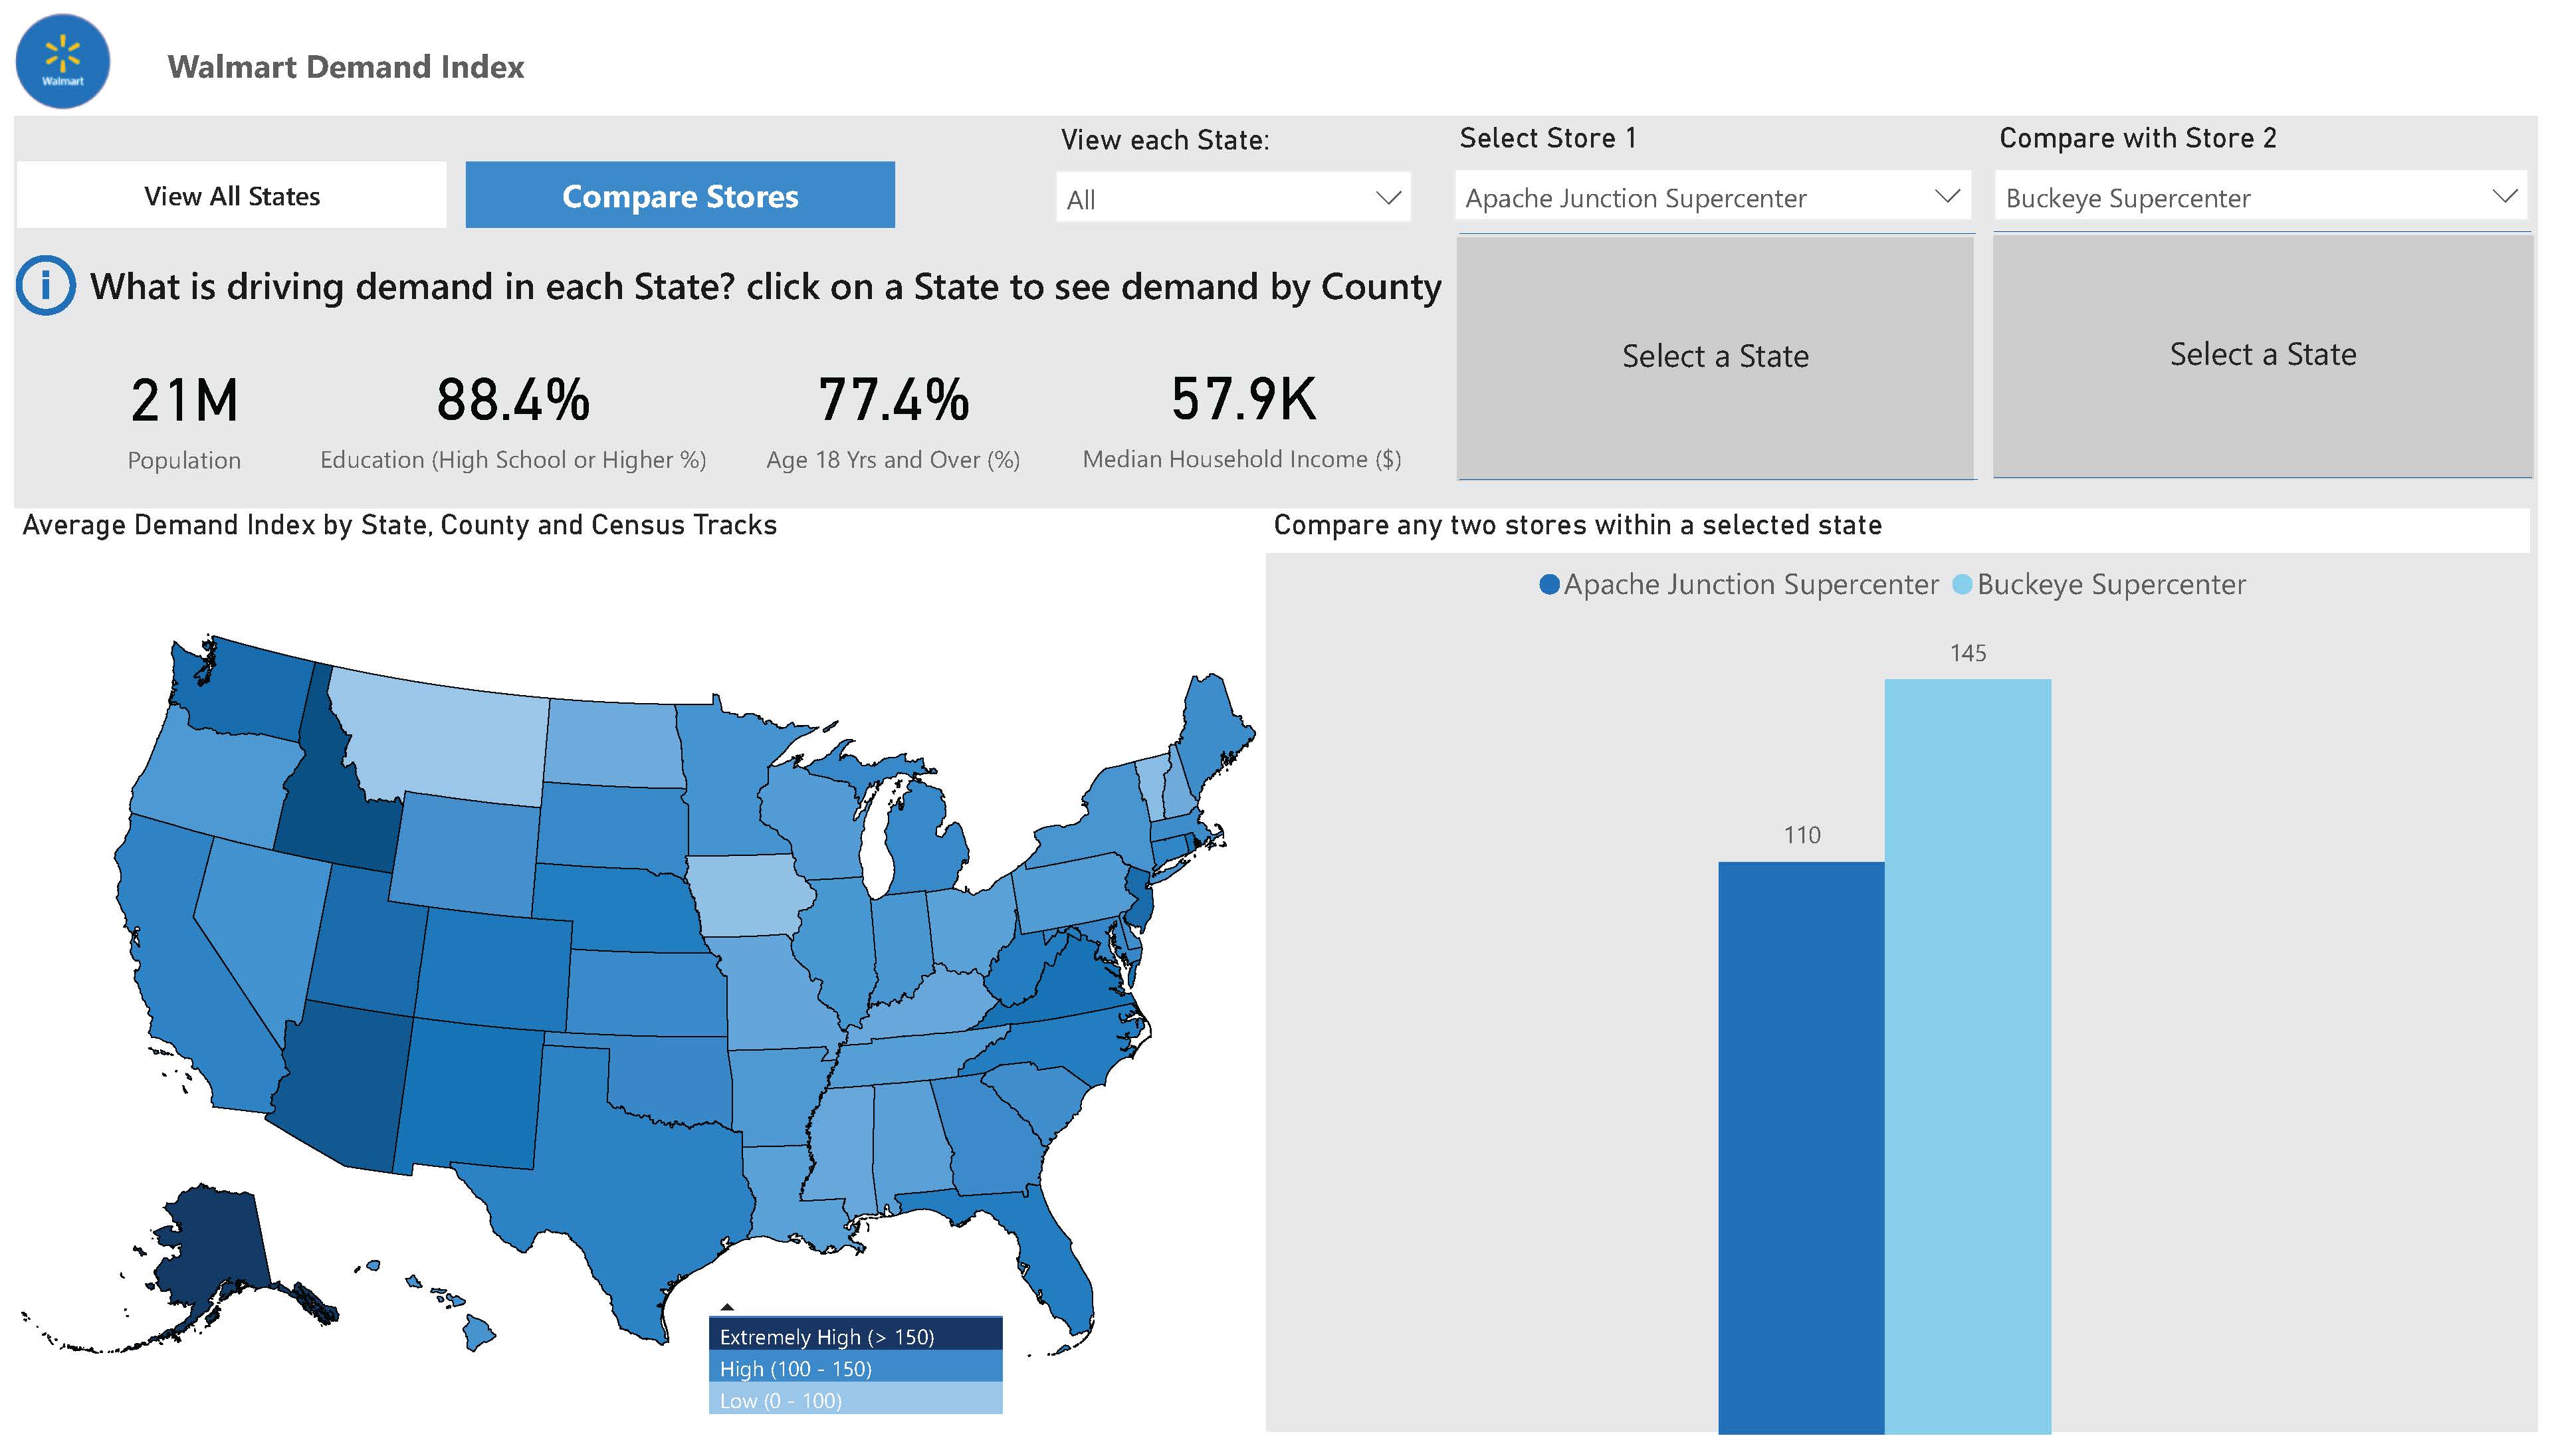 Walmart
Walmart Demand Index
View All States
Compare Stores
View each State:
All
Select Store 1
Apache Junction Supercenter
Compare with Store 2
Buckeye Supercenter
i
What is driving demand in each State? click on a State to see demand by County
Select a State
Select a State
21M
Population
88.4%
Education (High School or Higher %)
77.4%
Age 18 Yrs and Over (%)
57.9K
Median Household Income ($)
Average Demand Index by State, County and Census Tracks
Extremely High (> 150)
High (100 - 150)
Low (0 - 100)
Compare any two stores within a selected state
Apache Junction Supercenter
Buckeye Supercenter
145
110